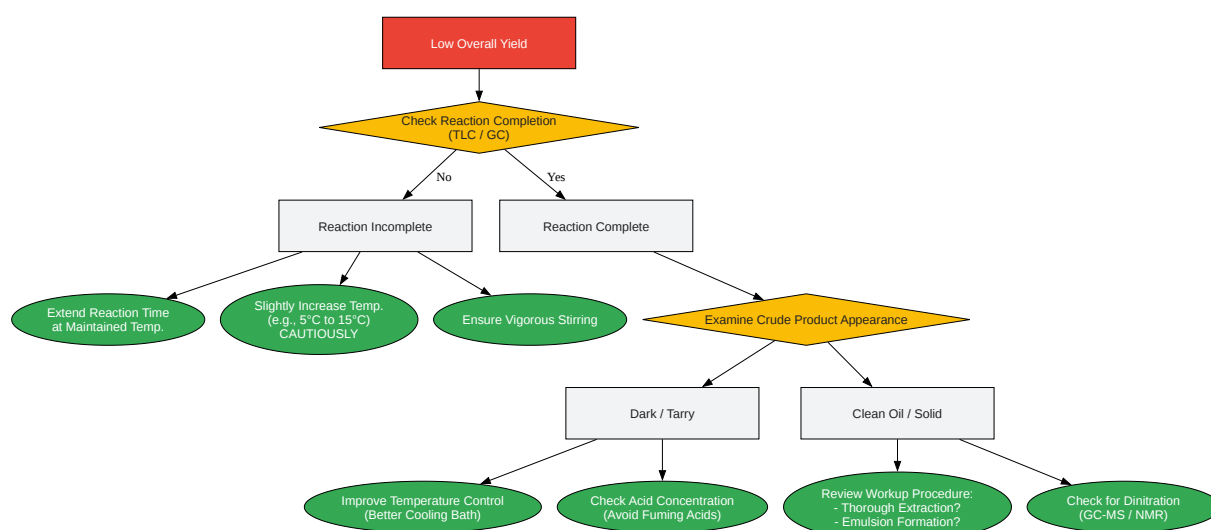 Low Overall Yield
Check Reaction Completion
(TLC / GC)
No
Yes
Reaction Incomplete
Reaction Complete
Extend Reaction Time
at Maintained Temp.
Slightly Increase Temp.
(e.g., 5°C to 15°C)
CAUTIOUSLY
Ensure Vigorous Stirring
Examine Crude Product Appearance
Dark / Tarry
Clean Oil / Solid
Improve Temperature Control
(Better Cooling Bath)
Check Acid Concentration
(Avoid Fuming Acids)
Review Workup Procedure:
- Thorough Extraction?
- Emulsion Formation?
Check for Dinitration
(GC-MS / NMR)